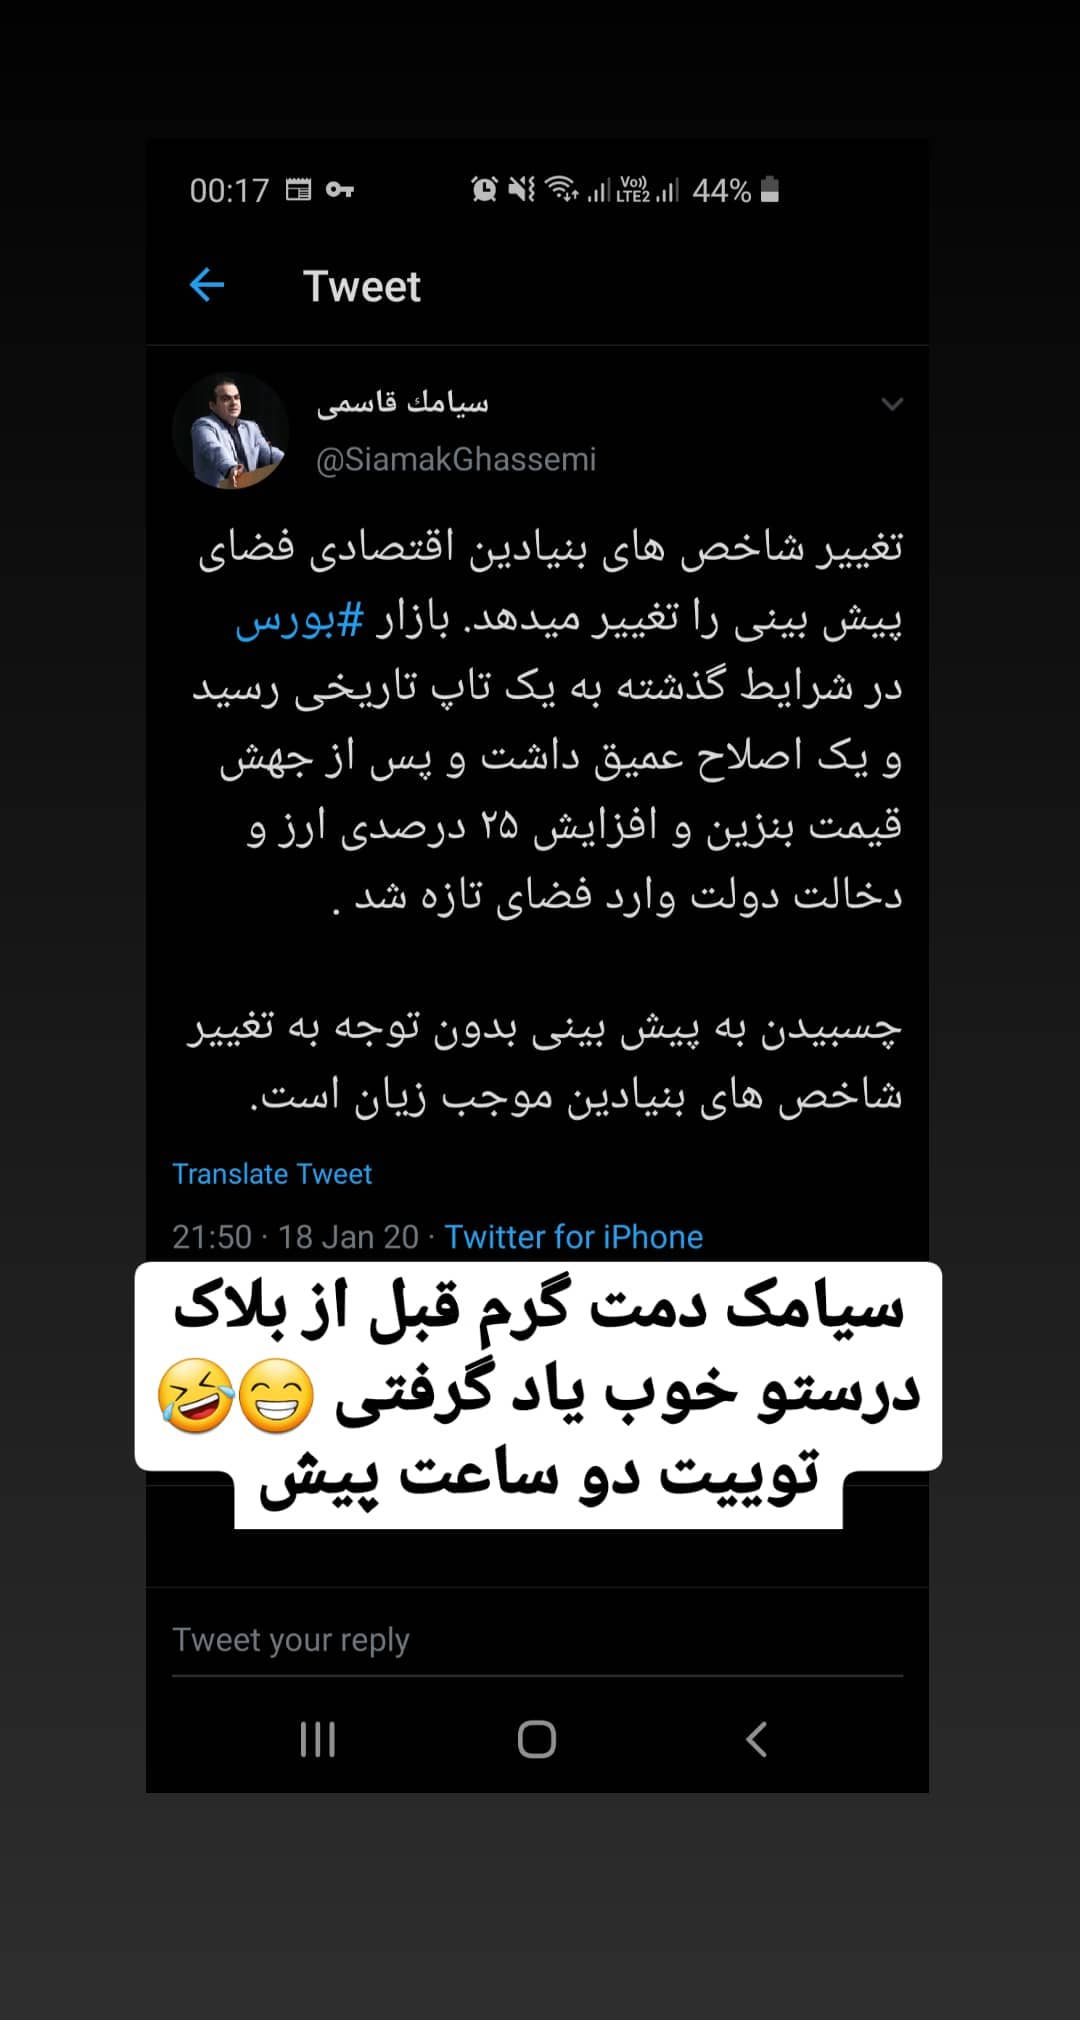 00:17 Vo)) LTE2 44%
Tweet
سيامك قاسمی
@SiamakGhassemi
تغییر شاخص های بنیادین اقتصادی فضای
پیش بینی را تغییر میدهد. بازار #بورس
در شرایط گذشته به یک تاپ تاریخی رسید
و یک اصلاح عمیق داشت و پس از جهش
قیمت بنزین و افزایش ۲۵ درصدی ارز و
دخالت دولت وارد فضای تازه شد .
چسبیدن به پیش بینی بدون توجه به تغییر
شاخص های بنیادین موجب زیان است.
Translate Tweet
21:50 · 18 Jan 20 · Twitter for iPhone
سیامک دمت گرم قبل از بلاک
درستو خوب یاد گرفتی 😁🤣
توییت دو ساعت پیش
Tweet your reply